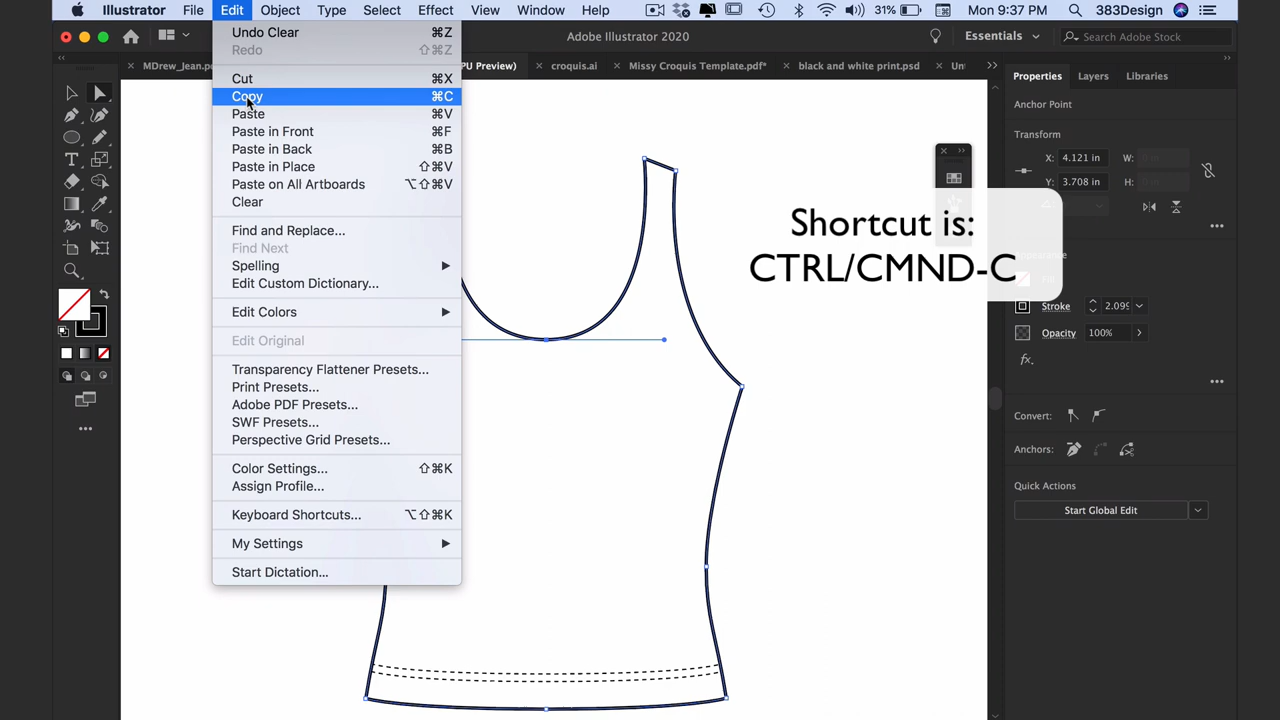 Illustrator File Edit Object Type Select Effect View Window Help 31% Mon 9:37 PM 383Design
Adobe Illustrator 2020 Essentials Search Adobe Stock
× PU Preview) × croquis.ai × Missy Croquis Template.pdf* × black and white print.psd ×
Undo Clear ⌘Z
Redo ⇧⌘Z
Cut ⌘X
Copy ⌘C
Paste ⌘V
Paste in Front ⌘F
Paste in Back ⌘B
Paste in Place ⇧⌘V
Paste on All Artboards ⌥⇧⌘V
Clear
Find and Replace...
Find Next
Spelling
Edit Custom Dictionary...
Edit Colors
Edit Original
Transparency Flattener Presets...
Print Presets...
Adobe PDF Presets...
SWF Presets...
Perspective Grid Presets...
Color Settings... ⇧⌘K
Assign Profile...
Keyboard Shortcuts... ⌥⇧⌘K
My Settings
Start Dictation...
Shortcut is:
CTRL/CMND-C
Properties Layers Libraries
Anchor Point
Transform
X: 4.121 in W:
Y: 3.708 in H:
Stroke 2.09
Opacity 100%
fx.
Convert:
Anchors:
Quick Actions
Start Global Edit